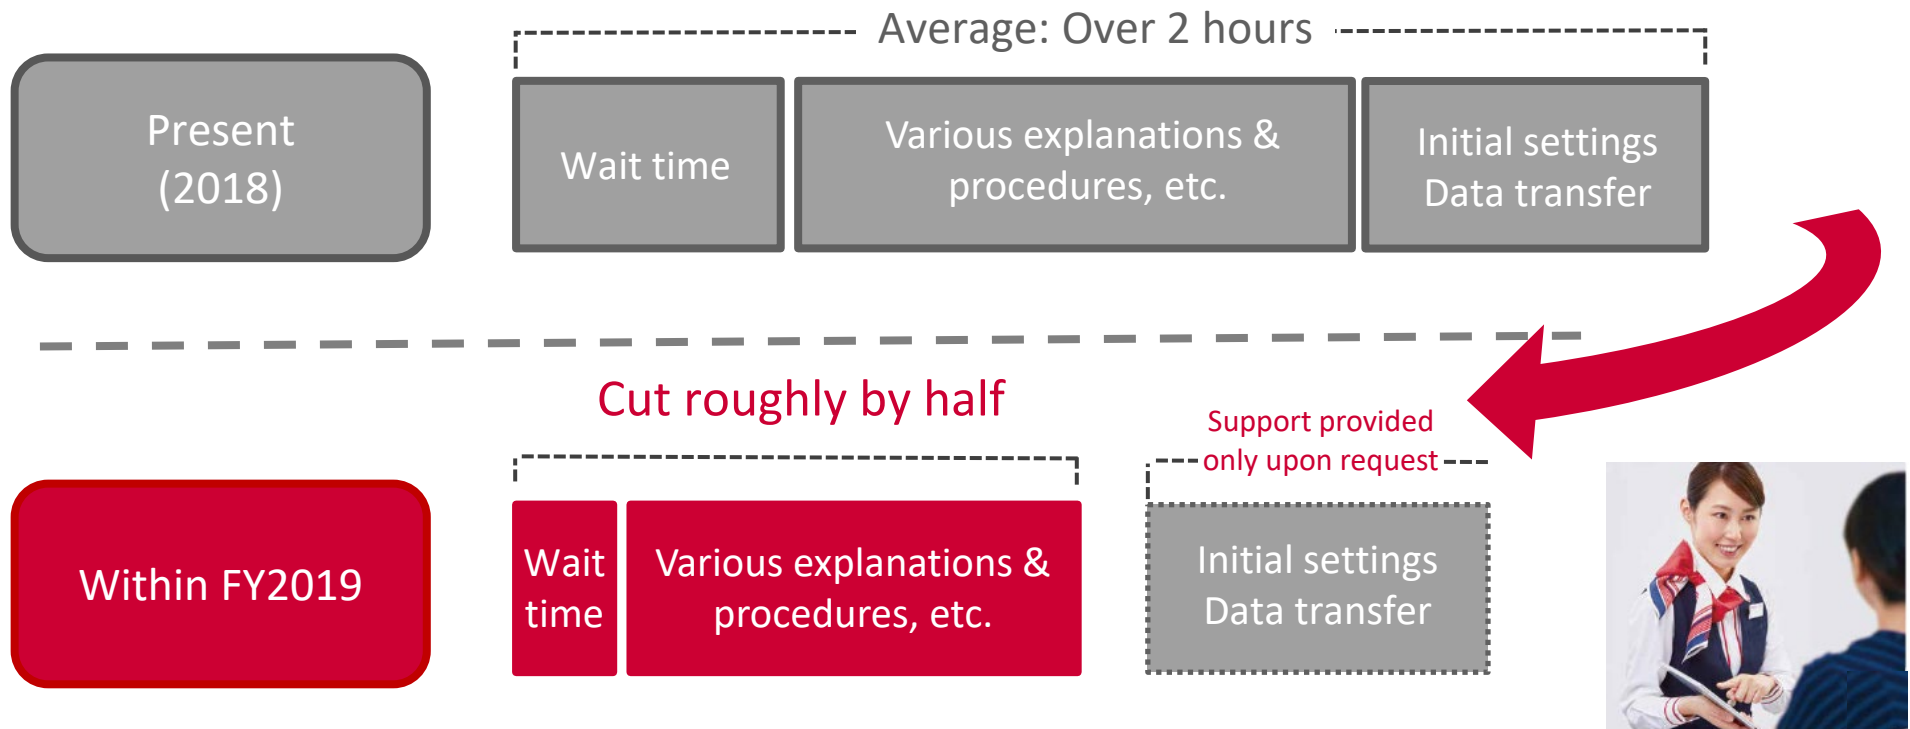 Average: Over 2 hours
Present
(2018)
Wait time
Various explanations &
procedures, etc.
Initial settings
Data transfer
Cut roughly by half
Support provided
only upon request
Within FY2019
Wait
time
Various explanations &
procedures, etc.
Initial settings
Data transfer